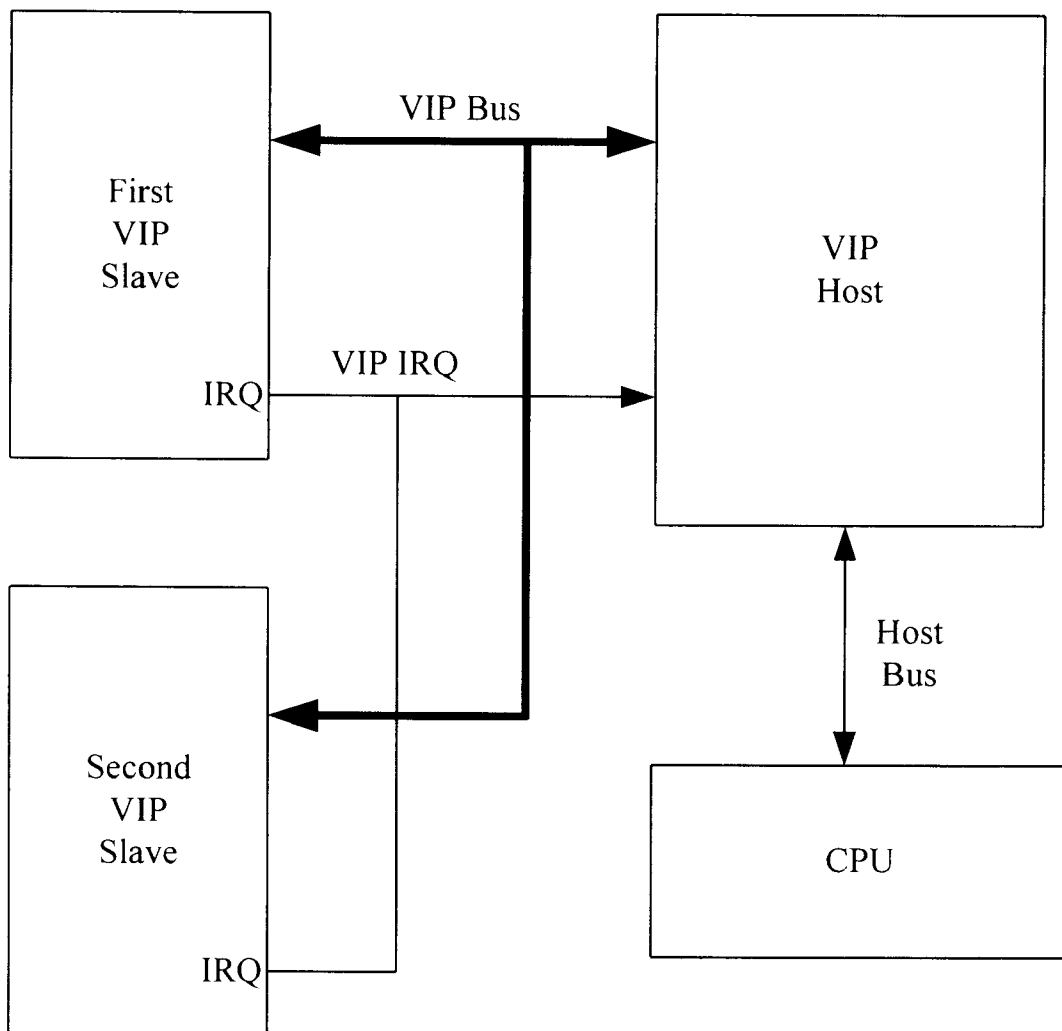 VIP Bus
First
VIP
Slave
VIP
Host
VIP IRQ
IRQ
Host
Bus
Second
VIP
Slave
CPU
IRQ